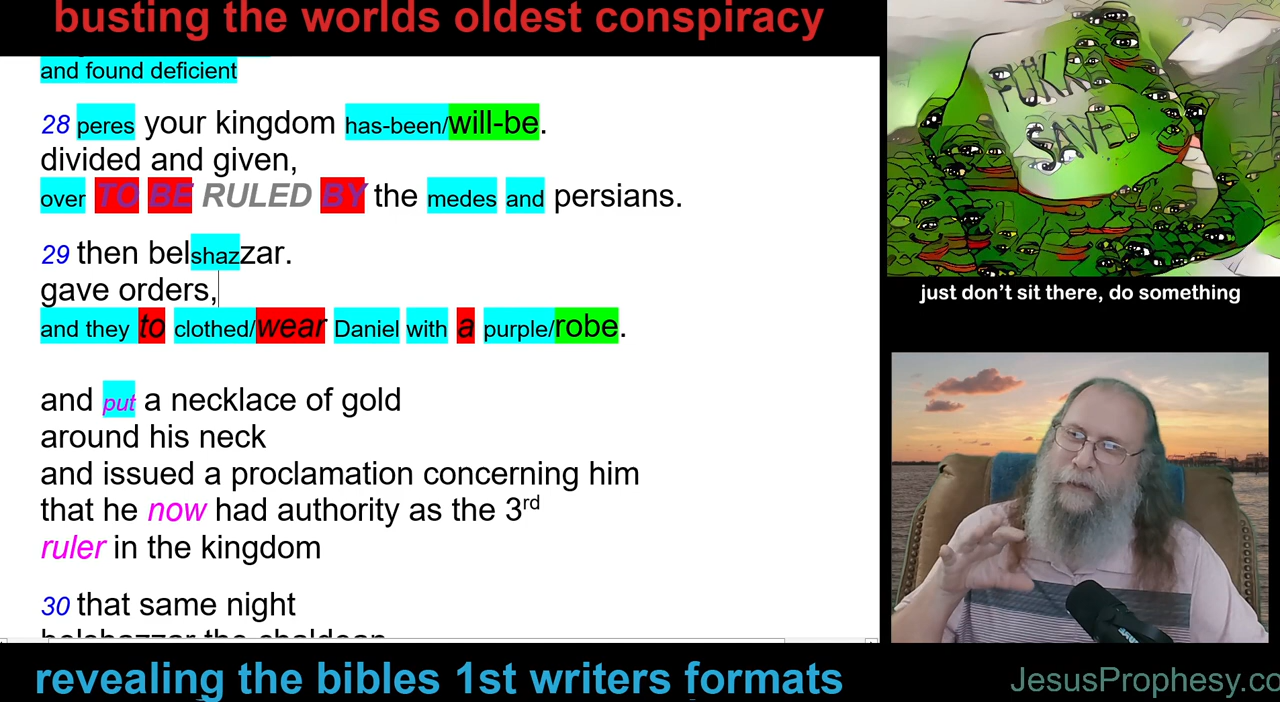 busting the worlds oldest conspiracy
and found deficient
28 peres your kingdom has-been/will-be.
divided and given,
over TO BE RULED BY the medes and persians.
29 then belshazzar.
gave orders,
and they to clothed/wear Daniel with a purple/robe.
and put a necklace of gold
around his neck
and issued a proclamation concerning him
that he now had authority as the 3rd
ruler in the kingdom
30 that same night
belshazzar the chaldean
revealing the bibles 1st writers formats
SAVED
just don't sit there, do something
JesusProphesy.co